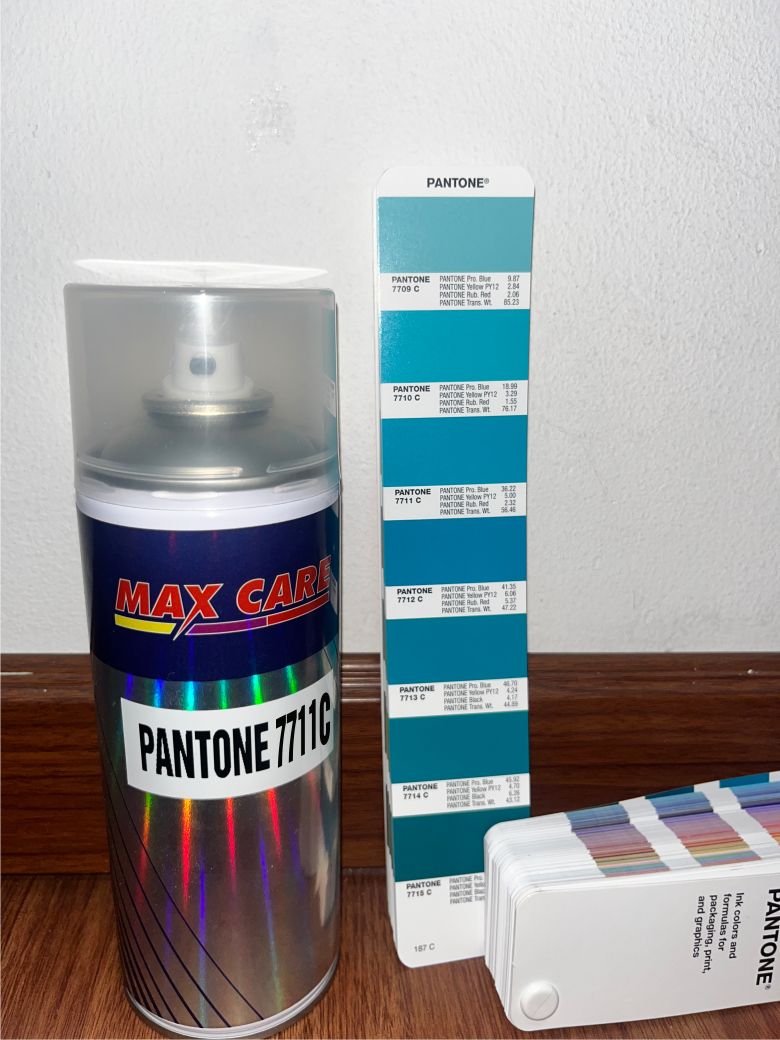 MAX CARE
PANTONE 7711C
PANTONE®
PANTONE
7709 C
PANTONE Pro. Blue 9.87
PANTONE Yellow PY12 2.84
PANTONE Rub. Red 2.06
PANTONE Trans. Wt. 85.23
PANTONE
7710 C
PANTONE Pro. Blue 18.99
PANTONE Yellow PY12 3.29
PANTONE Rub. Red 1.55
PANTONE Trans. Wt. 76.17
PANTONE
7711 C
PANTONE Pro. Blue 36.22
PANTONE Yellow PY12 5.00
PANTONE Rub. Red 2.32
PANTONE Trans. Wt. 56.46
PANTONE
7712 C
PANTONE Pro. Blue 41.35
PANTONE Yellow PY12 6.06
PANTONE Rub. Red 5.37
PANTONE Trans. Wt. 47.22
PANTONE
7713 C
PANTONE Pro. Blue 46.70
PANTONE Yellow PY12 4.24
PANTONE Black 4.17
PANTONE Trans. Wt. 44.89
PANTONE
7714 C
PANTONE Pro. Blue 45.92
PANTONE Yellow PY12 4.70
PANTONE Black 6.26
PANTONE Trans. Wt. 43.12
PANTONE
7715 C
PANTONE Pro.
PANTONE
PANTONE
PANTONE
187 C
PANTONE®
Ink colors and
formulas for
packaging, print,
and graphics